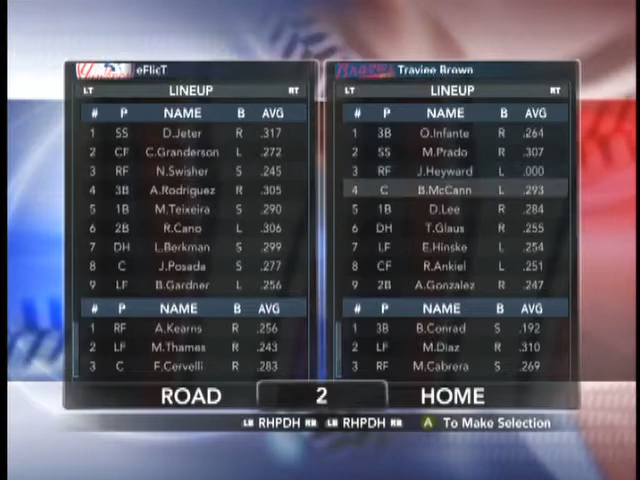 eFlicT
LT LINEUP RT
# P NAME B AVG
1 SS D.Jeter R .317
2 CF C.Granderson L .272
3 RF N.Swisher S .245
4 3B A.Rodriguez R .305
5 1B M.Teixeira S .290
6 2B R.Cano L .306
7 DH L.Berkman S .299
8 C J.Posada S .277
9 LF B.Gardner L .256
# P NAME B AVG
1 RF A.Kearns R .256
2 LF M.Thames R .243
3 C F.Cervelli R .283
ROAD
Braves Travine Brown
LT LINEUP RT
# P NAME B AVG
1 3B O.Infante R .264
2 SS M.Prado R .307
3 RF J.Heyward L .000
4 C B.McCann L .293
5 1B D.Lee R .284
6 DH T.Glaus R .255
7 LF E.Hinske L .254
8 CF R.Ankiel L .251
9 2B A.Gonzalez R .247
# P NAME S AVG
1 3B B.Conrad S .192
2 LF M.Diaz R .310
3 RF M.Cabrera S .269
2
HOME
LB RHPDH RB LB RHPDH RB A To Make Selection